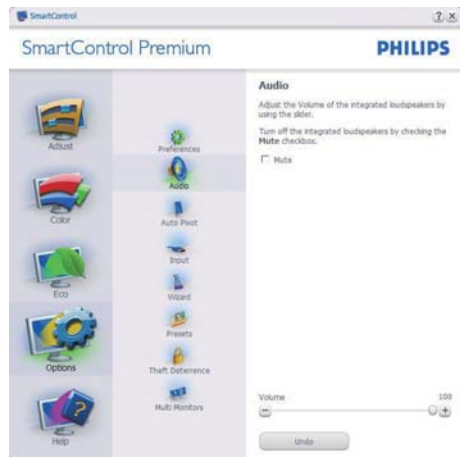 SmartControl
SmartControl Premium
PHILIPS
Adjust
Color
Eco
Options
Help
Preferences
Audio
Auto Pivot
Input
Wizard
Presets
Theft Deterrence
Multi Monitors
Audio
Adjust the Volume of the integrated loudspeakers by
using the slider.
Turn off the integrated loudspeakers by checking the
Mute checkbox.
Mute
Volume 100
Undo